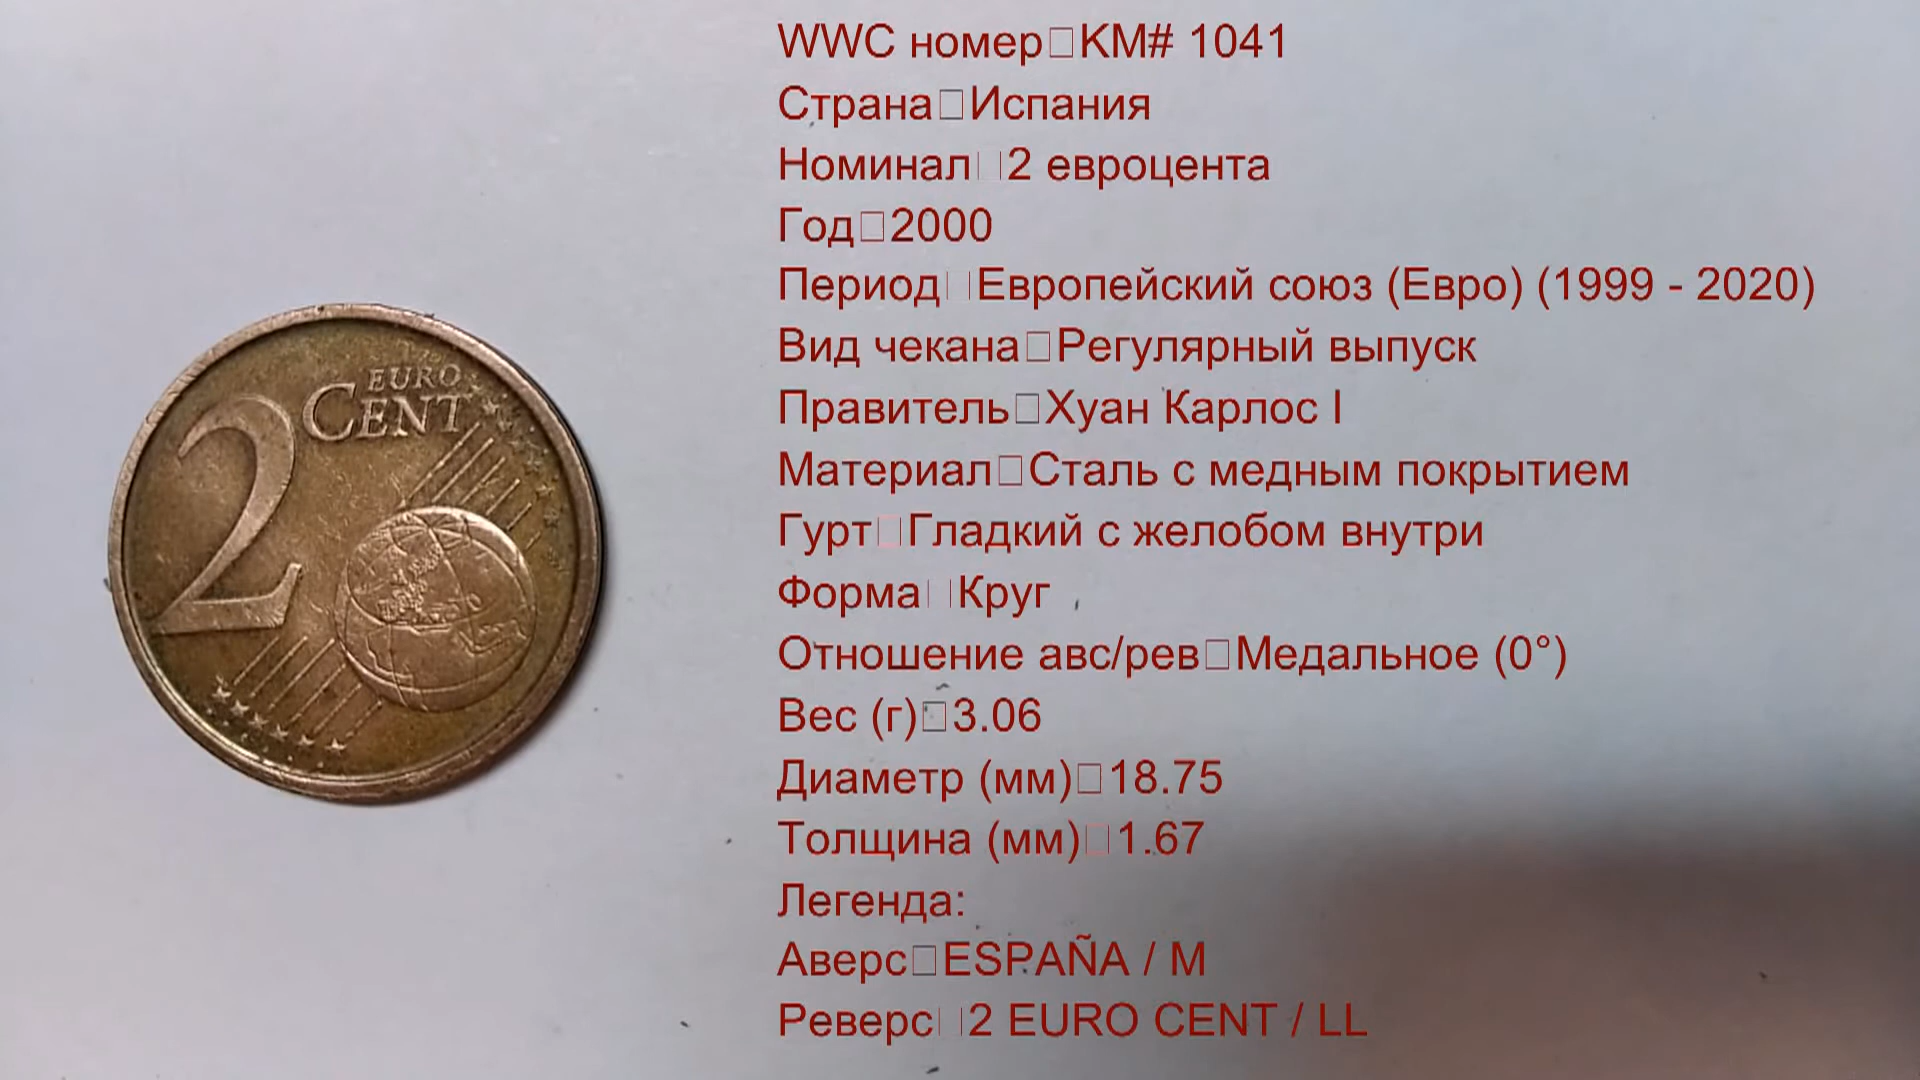 EURO
CENT
2
WWC номер□KM# 1041
Страна□Испания
Номинал□2 евроцента
Год□2000
Период□Европейский союз (Евро) (1999 - 2020)
Вид чекана□Регулярный выпуск
Правитель□Хуан Карлос I
Материал□Сталь с медным покрытием
Гурт□Гладкий с желобом внутри
Форма□Круг
Отношение авс/рев□Медальное (0°)
Вес (г)□3.06
Диаметр (мм)□18.75
Толщина (мм)□1.67
Легенда:
Аверс□ESPAÑA / M
Реверс□2 EURO CENT / LL